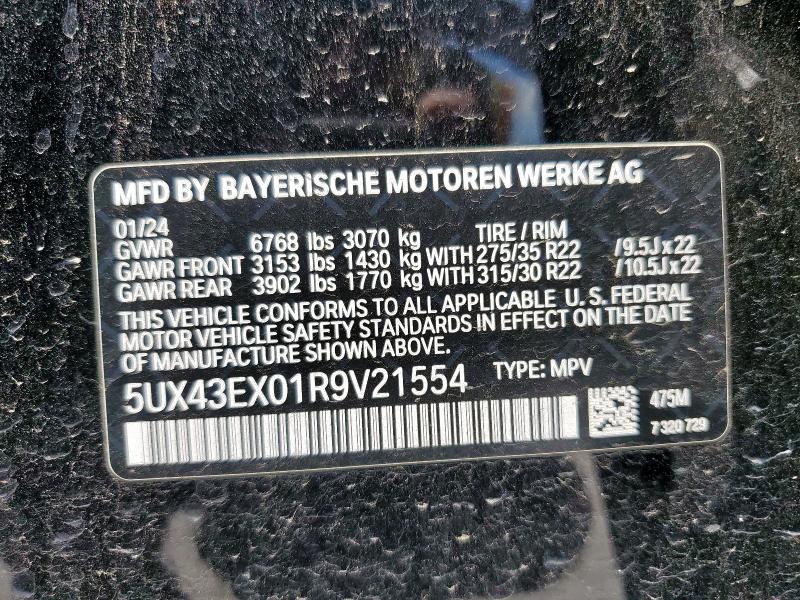 MFD BY BAYERISCHE MOTOREN WERKE AG
01/24 TIRE / RIM
GVWR 6768 lbs 3070 kg
GAWR FRONT 3153 lbs 1430 kg WITH 275/35 R22 /9.5J x 22
GAWR REAR 3902 lbs 1770 kg WITH 315/30 R22 /10.5J x 22
THIS VEHICLE CONFORMS TO ALL APPLICABLE U. S. FEDERAL
MOTOR VEHICLE SAFETY STANDARDS IN EFFECT ON THE DATE
OF MANUFACTURE SHOWN ABOVE.
5UX43EX01R9V21554 TYPE: MPV
475M
7 320 729